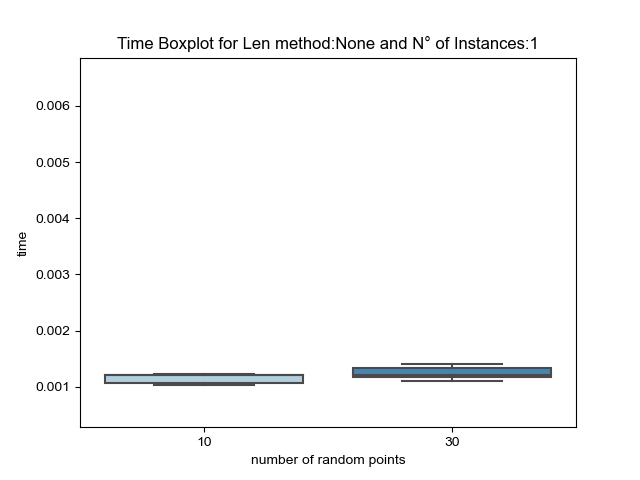 Time Boxplot for Len method:None and N° of Instances:1
0.006
0.005
0.004
0.003
0.002
0.001
time
10 30
number of random points